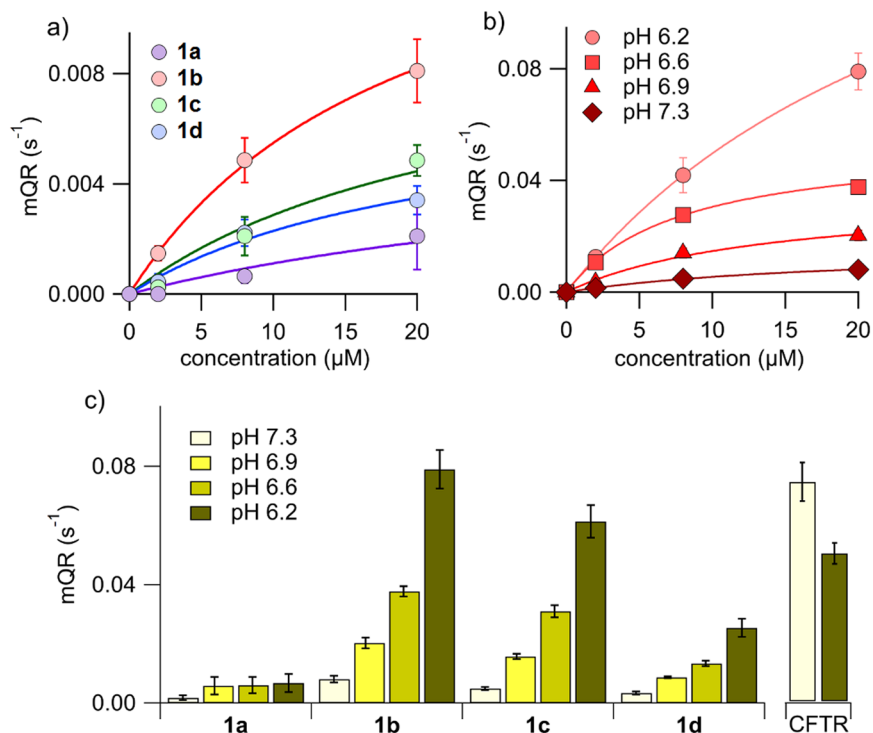 a)
1a
1b
1c
1d
0.008
0.004
0.000
mQR (s⁻¹)
0 5 10 15 20
concentration (µM)
b)
pH 6.2
pH 6.6
pH 6.9
pH 7.3
0.08
0.04
0.00
mQR (s⁻¹)
0 5 10 15 20
concentration (µM)
c)
pH 7.3
pH 6.9
pH 6.6
pH 6.2
0.08
0.04
0.00
mQR (s⁻¹)
1a 1b 1c 1d CFTR